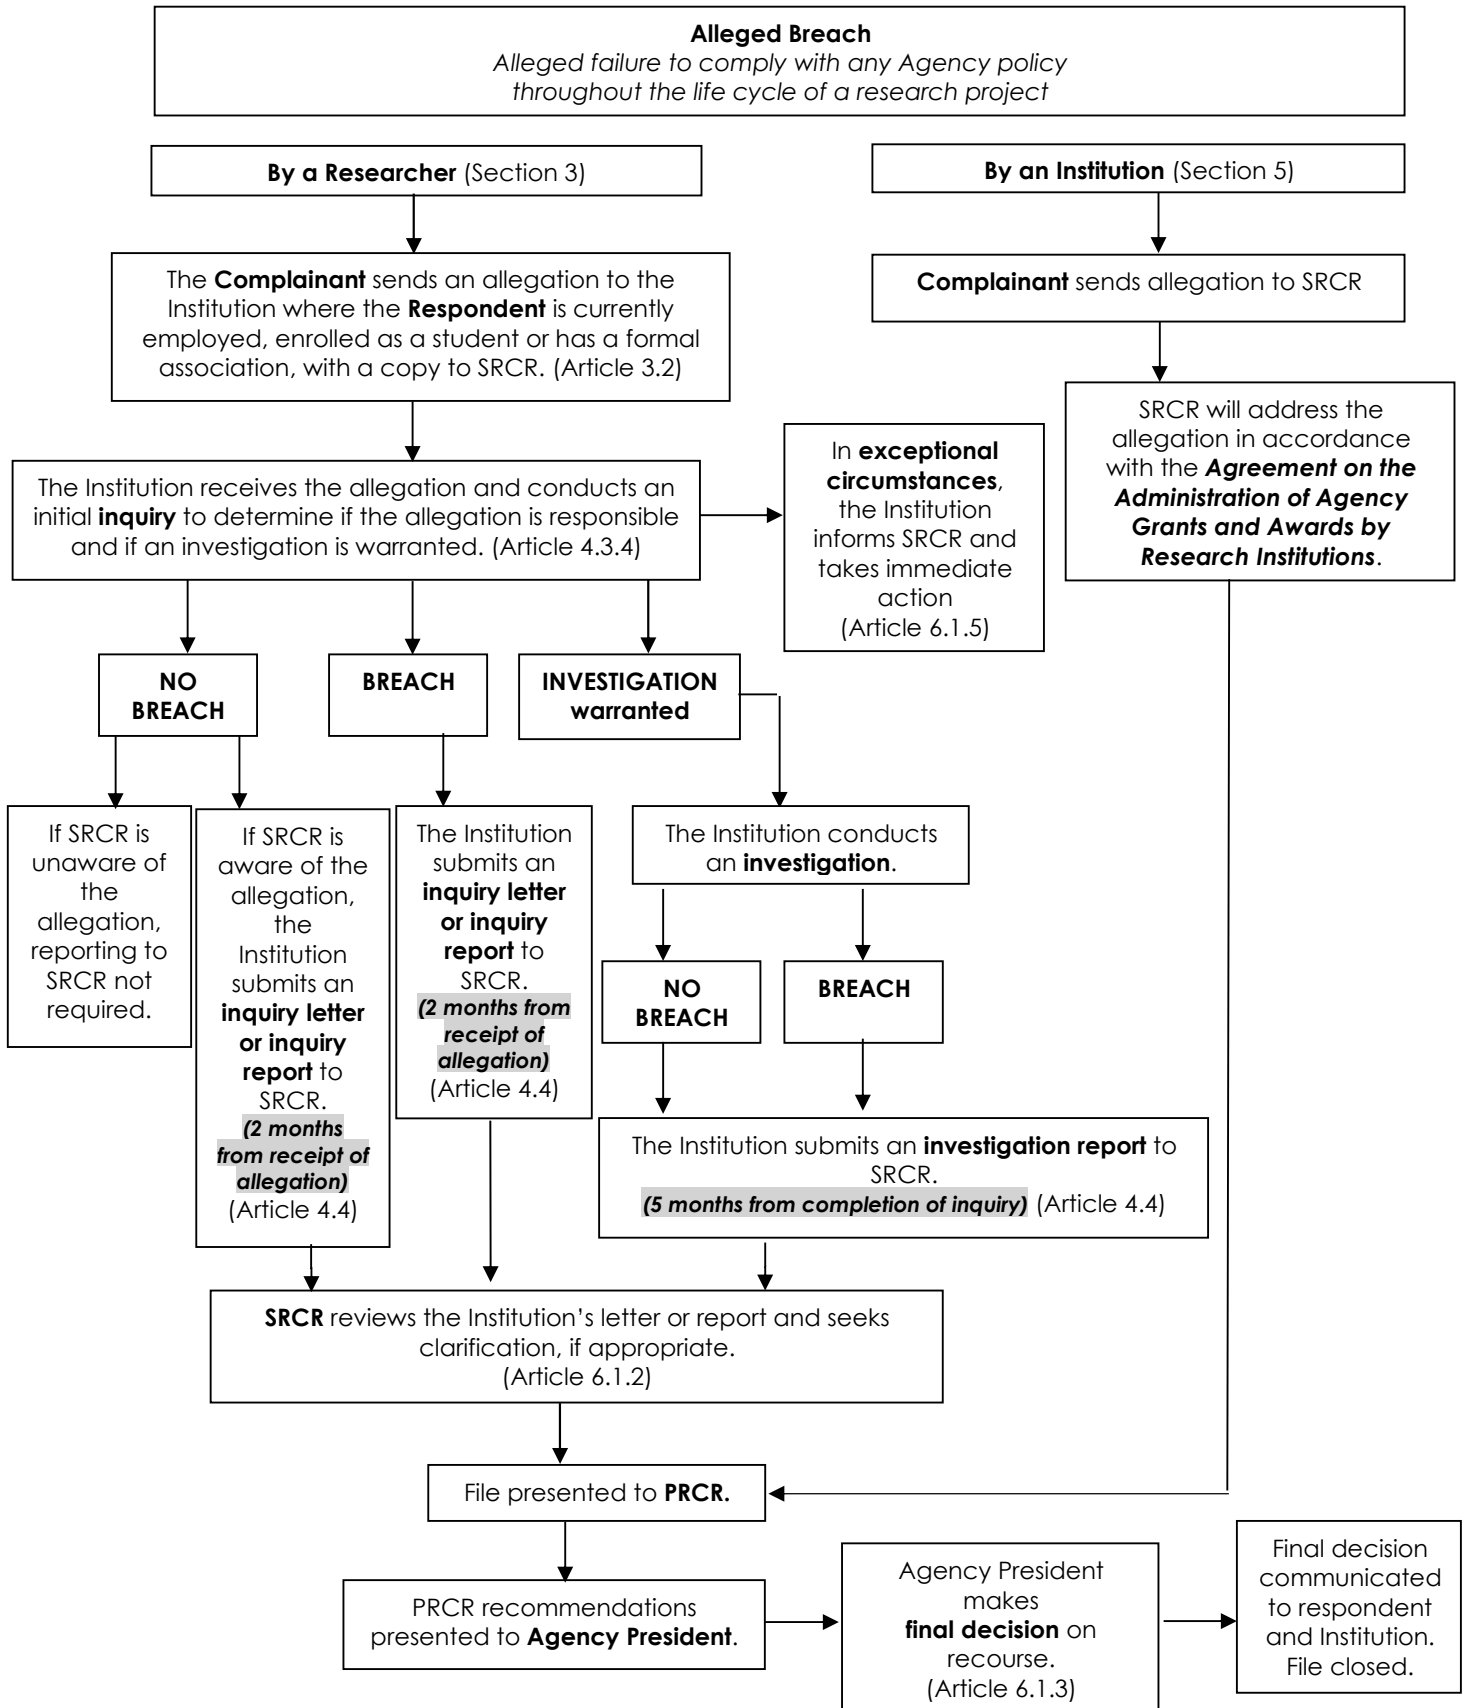 Alleged Breach
Alleged failure to comply with any Agency policy
throughout the life cycle of a research project
By a Researcher (Section 3)
By an Institution (Section 5)
The Complainant sends an allegation to the
Institution where the Respondent is currently
employed, enrolled as a student or has a formal
association, with a copy to SRCR. (Article 3.2)
Complainant sends allegation to SRCR
SRCR will address the
allegation in accordance
with the Agreement on the
Administration of Agency
Grants and Awards by
Research Institutions.
The Institution receives the allegation and conducts an
initial inquiry to determine if the allegation is responsible
and if an investigation is warranted. (Article 4.3.4)
In exceptional
circumstances,
the Institution
informs SRCR and
takes immediate
action
(Article 6.1.5)
NO
BREACH
BREACH
INVESTIGATION
warranted
If SRCR is
unaware of
the
allegation,
reporting to
SRCR not
required.
If SRCR is
aware of the
allegation,
the
Institution
submits an
inquiry letter
or inquiry
report to
SRCR.
(2 months
from receipt of
allegation)
(Article 4.4)
The Institution
submits an
inquiry letter
or inquiry
report to
SRCR.
(2 months from
receipt of
allegation)
(Article 4.4)
The Institution conducts
an investigation.
NO
BREACH
BREACH
The Institution submits an investigation report to
SRCR.
(5 months from completion of inquiry) (Article 4.4)
SRCR reviews the Institution’s letter or report and seeks
clarification, if appropriate.
(Article 6.1.2)
File presented to PRCR.
PRCR recommendations
presented to Agency President.
Agency President
makes
final decision on
recourse.
(Article 6.1.3)
Final decision
communicated
to respondent
and Institution.
File closed.